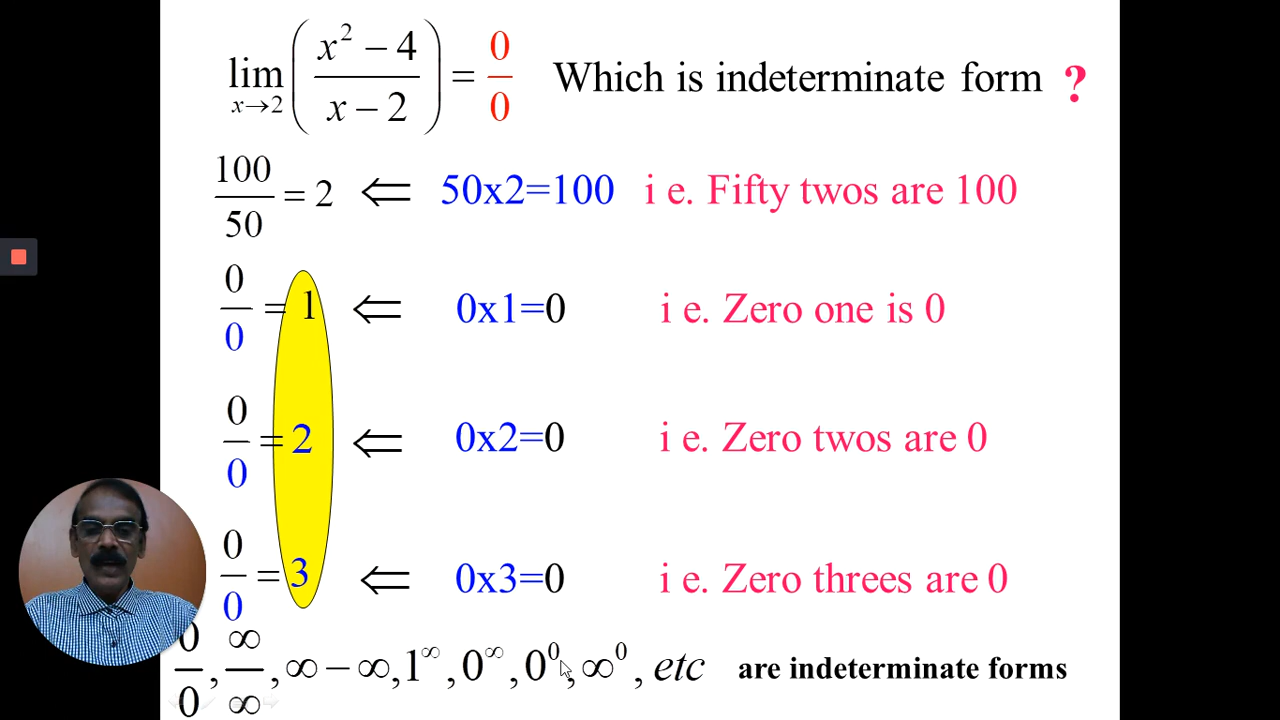 lim x→2 ( (x² − 4) / (x − 2) ) = 0/0 Which is indeterminate form ?
100/50 = 2 ⇐ 50x2=100 i e. Fifty twos are 100
0/0 = 1 ⇐ 0x1=0 i e. Zero one is 0
0/0 = 2 ⇐ 0x2=0 i e. Zero twos are 0
0/0 = 3 ⇐ 0x3=0 i e. Zero threes are 0
0/0 , ∞/∞ , ∞ − ∞, 1^∞ , 0^∞ , 0^0 , ∞^0 , etc are indeterminate forms